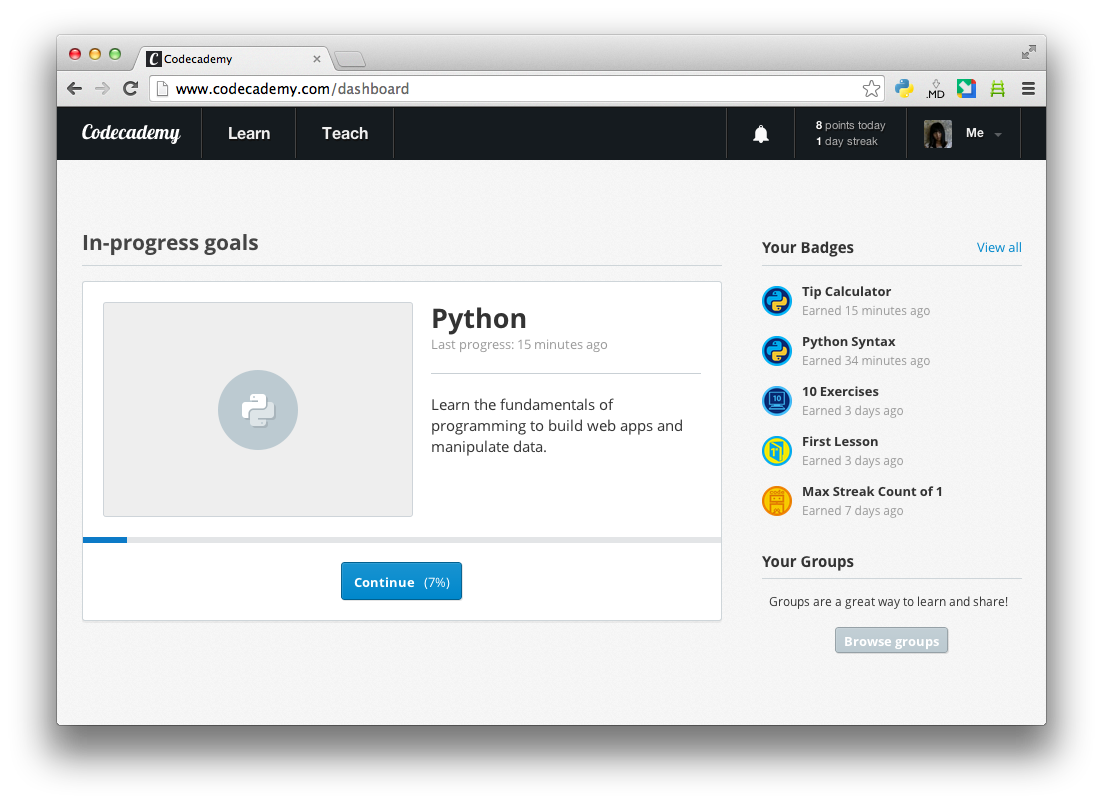 Codecademy
www.codecademy.com/dashboard
.MD
Codecademy
Learn
Teach
8 points today
1 day streak
Me
In-progress goals
Python
Last progress: 15 minutes ago
Learn the fundamentals of
programming to build web apps and
manipulate data.
Continue (7%)
Your Badges
View all
Tip Calculator
Earned 15 minutes ago
Python Syntax
Earned 34 minutes ago
10
10 Exercises
Earned 3 days ago
First Lesson
Earned 3 days ago
Max Streak Count of 1
Earned 7 days ago
Your Groups
Groups are a great way to learn and share!
Browse groups